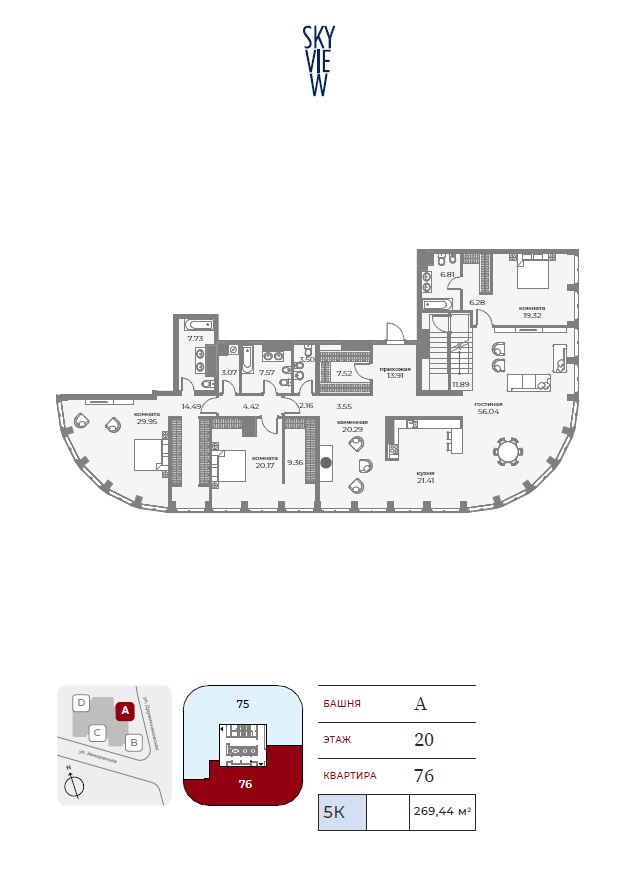 SKY
VIE
W
6.81
6.28
комната
19.32
7.73
3.07
7.57
3.50
7.52
прихожая
13.91
11.89
гостиная
56.04
комната
29.95
14.49
4.42
2.16
3.55
каминная
20.29
комната
20.17
9.36
кухня
21.41
D
A
C
B
ул. Дружинниковская
ул. Заморенова
N
75
76
БАШНЯ A
ЭТАЖ 20
КВАРТИРА 76
5К 269,44 м²